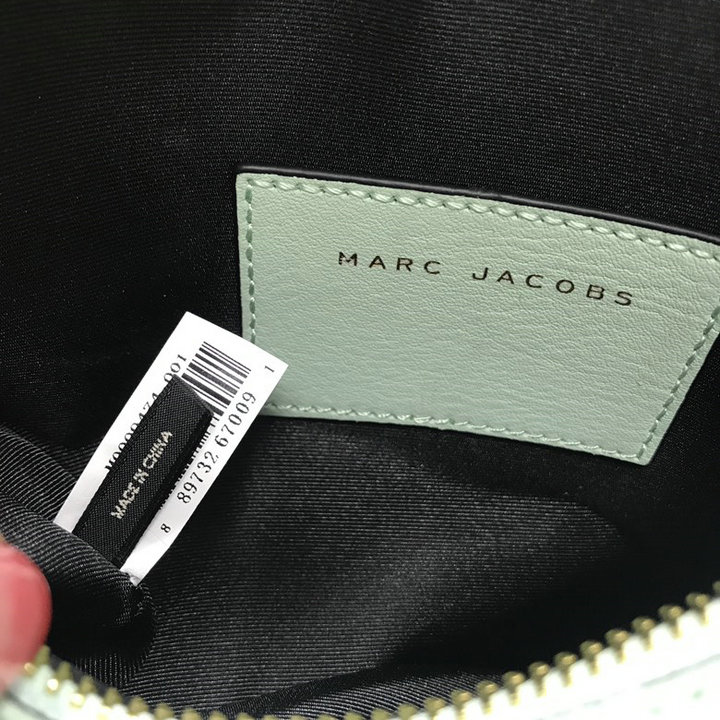 MARC JACOBS
MADE IN CHINA
8 89732 67009 1